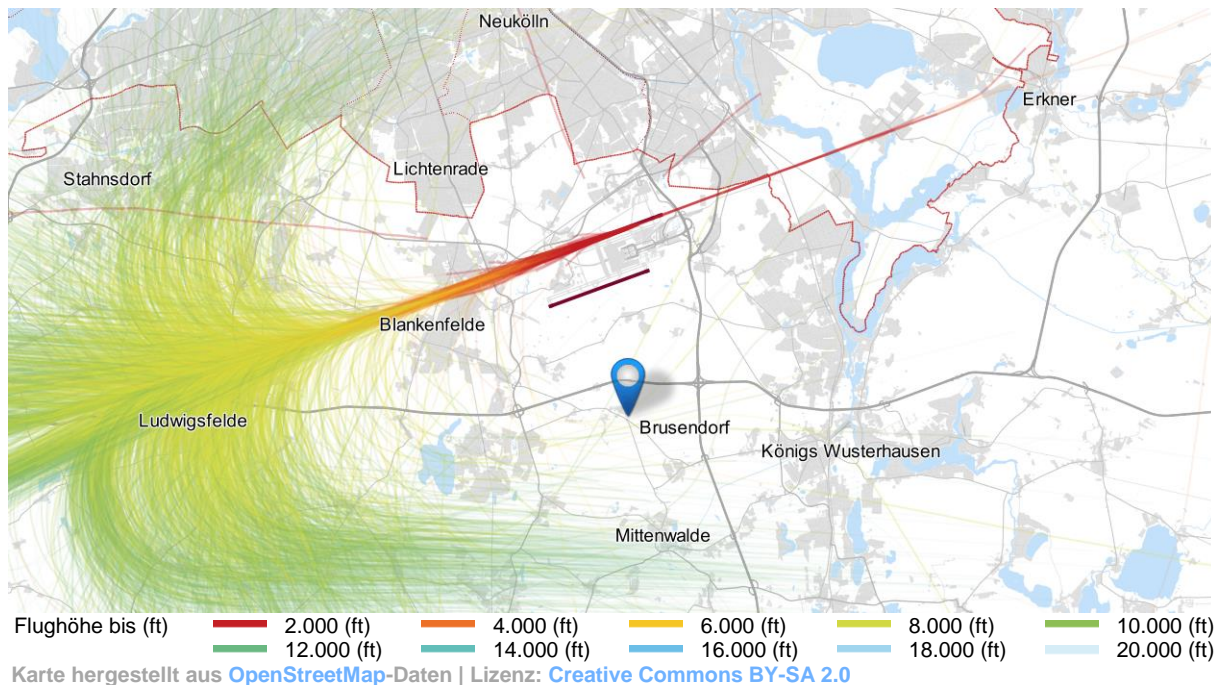 Neukölln
Erkner
Lichtenrade
Stahnsdorf
Blankenfelde
Ludwigsfelde
Brusendorf
Königs Wusterhausen
Mittenwalde
Flughöhe bis (ft) 2.000 (ft) 4.000 (ft) 6.000 (ft) 8.000 (ft) 10.000 (ft)
12.000 (ft) 14.000 (ft) 16.000 (ft) 18.000 (ft) 20.000 (ft)
Karte hergestellt aus OpenStreetMap-Daten | Lizenz: Creative Commons BY-SA 2.0